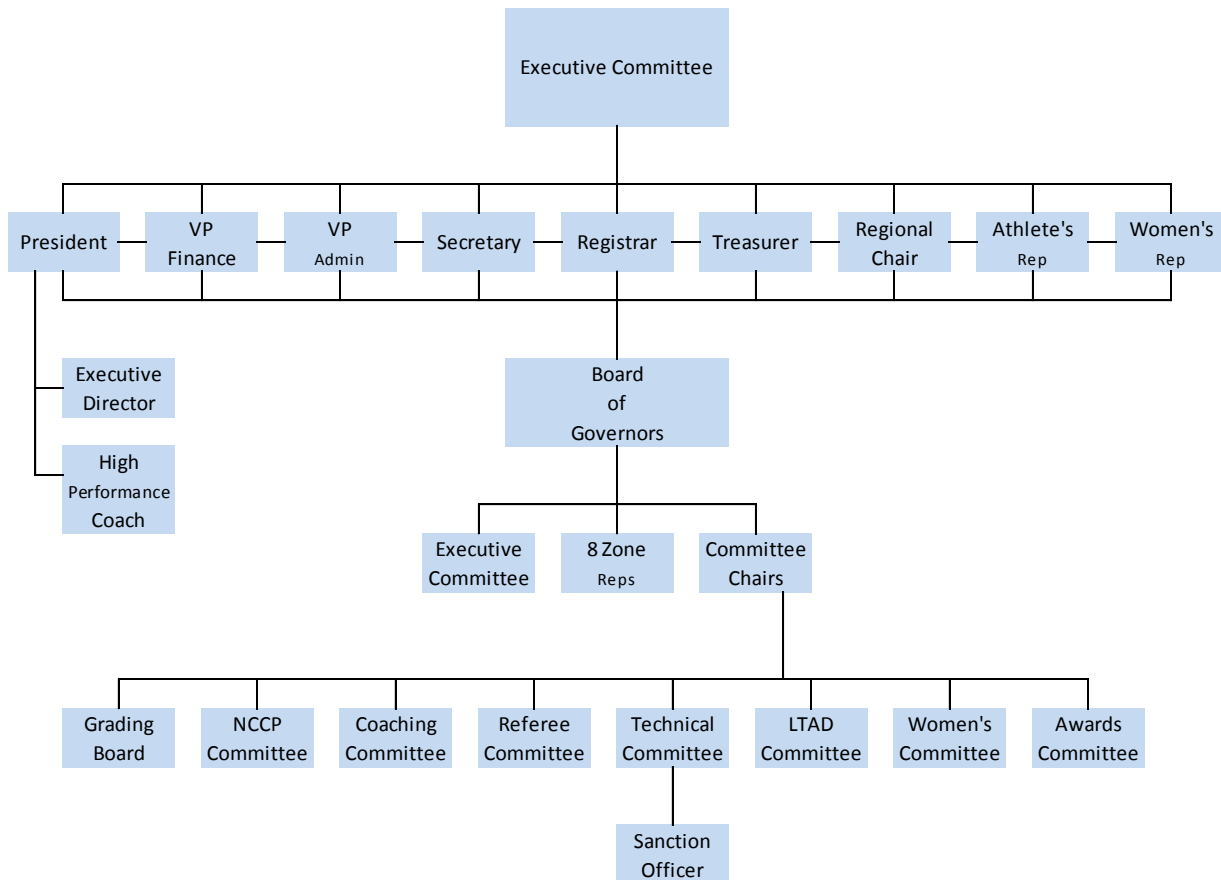 Executive Committee
President
VP
Finance
VP
Admin
Secretary
Registrar
Treasurer
Regional
Chair
Athlete's
Rep
Women's
Rep
Executive
Director
High
Performance
Coach
Board
of
Governors
Executive
Committee
8 Zone
Reps
Committee
Chairs
Grading
Board
NCCP
Committee
Coaching
Committee
Referee
Committee
Technical
Committee
LTAD
Committee
Women's
Committee
Awards
Committee
Sanction
Officer